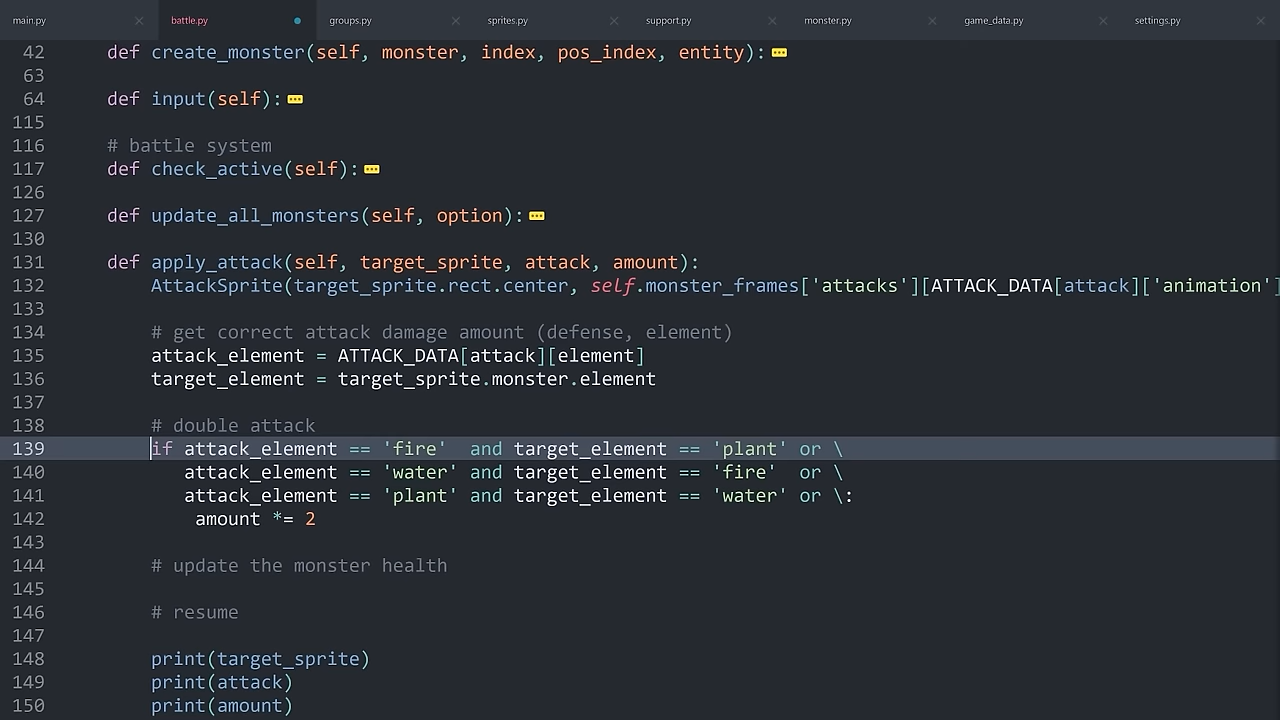 main.py battle.py groups.py sprites.py support.py monster.py game_data.py settings.py
42 def create_monster(self, monster, index, pos_index, entity):
63
64 def input(self):
115
116 # battle system
117 def check_active(self):
126
127 def update_all_monsters(self, option):
130
131 def apply_attack(self, target_sprite, attack, amount):
132 AttackSprite(target_sprite.rect.center, self.monster_frames['attacks'][ATTACK_DATA[attack]['animation']
133
134 # get correct attack damage amount (defense, element)
135 attack_element = ATTACK_DATA[attack][element]
136 target_element = target_sprite.monster.element
137
138 # double attack
139 if attack_element == 'fire'  and target_element == 'plant' or \
140 attack_element == 'water' and target_element == 'fire'  or \
141 attack_element == 'plant' and target_element == 'water' or \:
142 amount *= 2
143
144 # update the monster health
145
146 # resume
147
148 print(target_sprite)
149 print(attack)
150 print(amount)